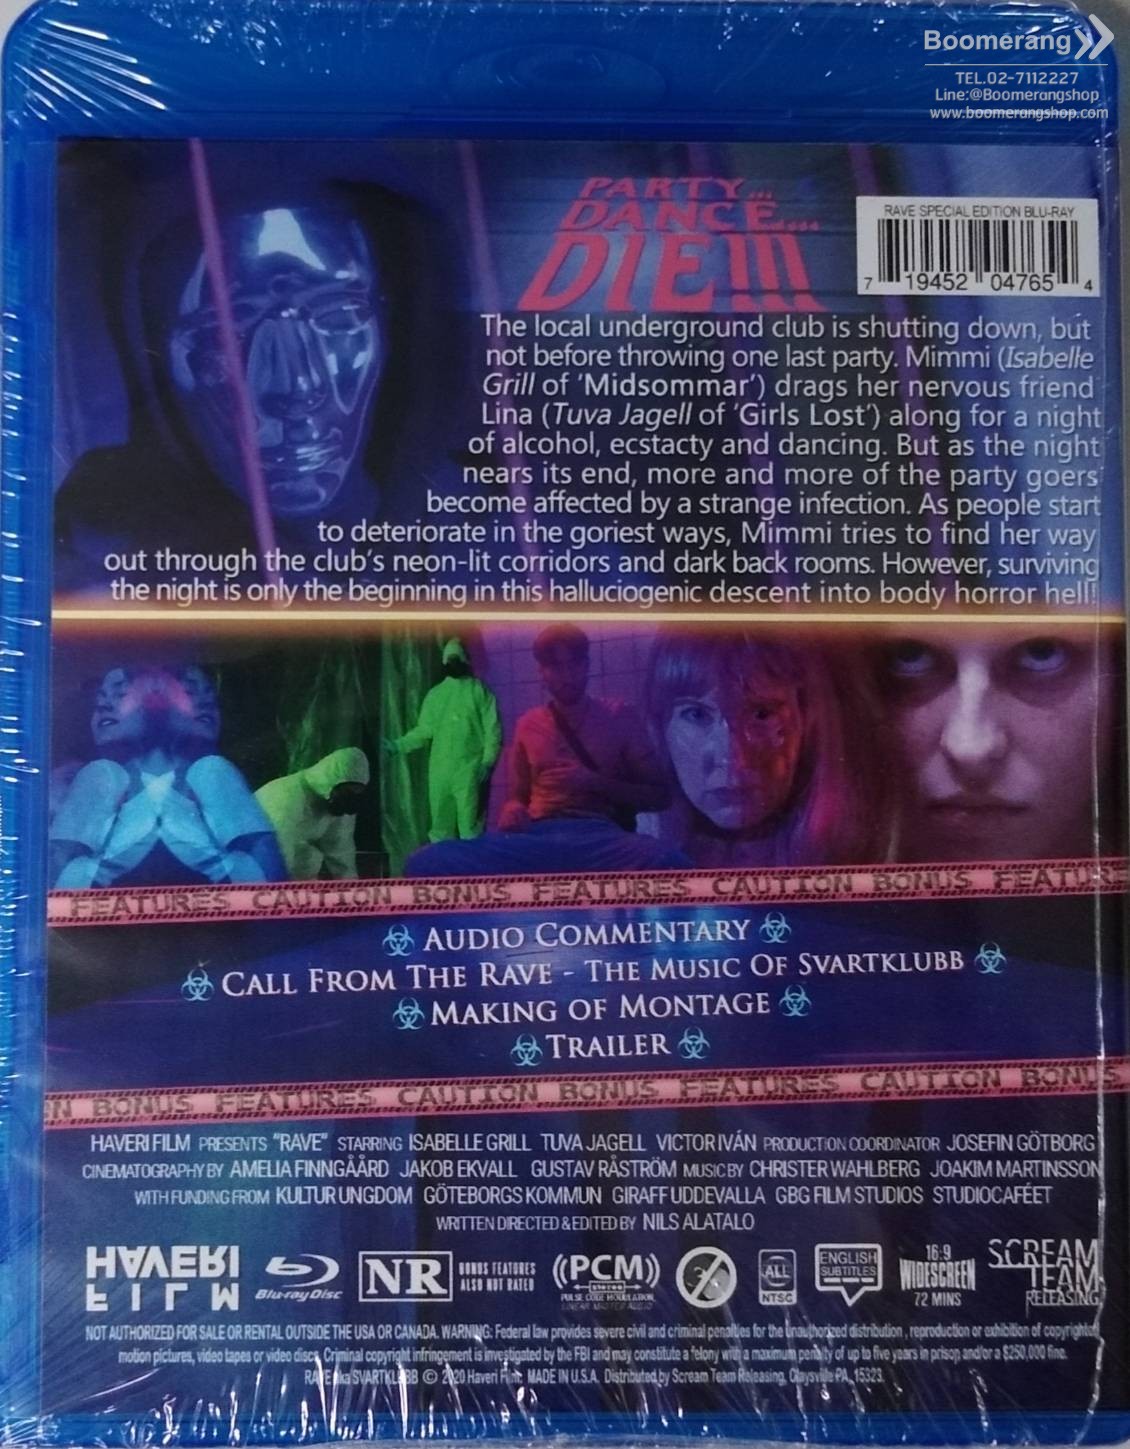 Boomerang
TEL.02-7112227
Line:@Boomerangshop
www.boomerangshop.com
PARTY...
DANCE....
DIE!!!
RAVE SPECIAL EDITION BLU-RAY
7 19452 04765 4
The local underground club is shutting down, but
not before throwing one last party. Mimmi (Isabelle
Grill of 'Midsommar') drags her nervous friend
Lina (Tuva Jagell of 'Girls Lost') along for a night
of alcohol, ecstacty and dancing. But as the night
nears its end, more and more of the party goers
become affected by a strange infection. As people start
to deteriorate in the goriest ways, Mimmi tries to find her way
out through the club's neon-lit corridors and dark back rooms. However, surviving
the night is only the beginning in this halluciogenic descent into body horror hell!
FEATURES CAUTION BONUS FEATURES CAUTION BONUS FEATURE
AUDIO COMMENTARY
CALL FROM THE RAVE - THE MUSIC OF SVARTKLUBB
MAKING OF MONTAGE
TRAILER
N BONUS FEATURES CAUTION BONUS FEATURES CAUTION BONUS
HAVERI FILM PRESENTS "RAVE" STARRING ISABELLE GRILL TUVA JAGELL VICTOR IVÁN PRODUCTION COORDINATOR JOSEFIN GÖTBORG
CINEMATOGRAPHY BY AMELIA FINNGÅÅRD JAKOB EKVALL GUSTAV RÅSTRÖM MUSIC BY CHRISTER WAHLBERG JOAKIM MARTINSSON
WITH FUNDING FROM KULTUR UNGDOM GÖTEBORGS KOMMUN GIRAFF UDDEVALLA GBG FILM STUDIOS STUDIOCAFÉET
WRITTEN DIRECTED & EDITED BY NILS ALATALO
HAVERI
FILM
Blu-ray Disc
NR
BONUS FEATURES
ALSO NOT RATED
PCM
stereo
PULSE CODE MODULATION
LINEAR MASTER AUDIO
ALL
NTSC
ENGLISH
SUBTITLES
16:9
WIDESCREEN
72 MINS
SCREAM
TEAM
RELEASING
NOT AUTHORIZED FOR SALE OR RENTAL OUTSIDE THE USA OR CANADA. WARNING: Federal law provides severe civil and criminal penalties for the unauthorized distribution , reproduction or exhibition of copyrighted
motion pictures, video tapes or video discs. Criminal copyright infringement is investigated by the FBI and may constitute a felony with a maximum penalty of up to five years in prison and/or a $250,000 fine.
RAVE aka SVARTKLUBB © 2020 Haveri Film. MADE IN U.S.A. Distributed by Scream Team Releasing, Claysville PA, 15323.